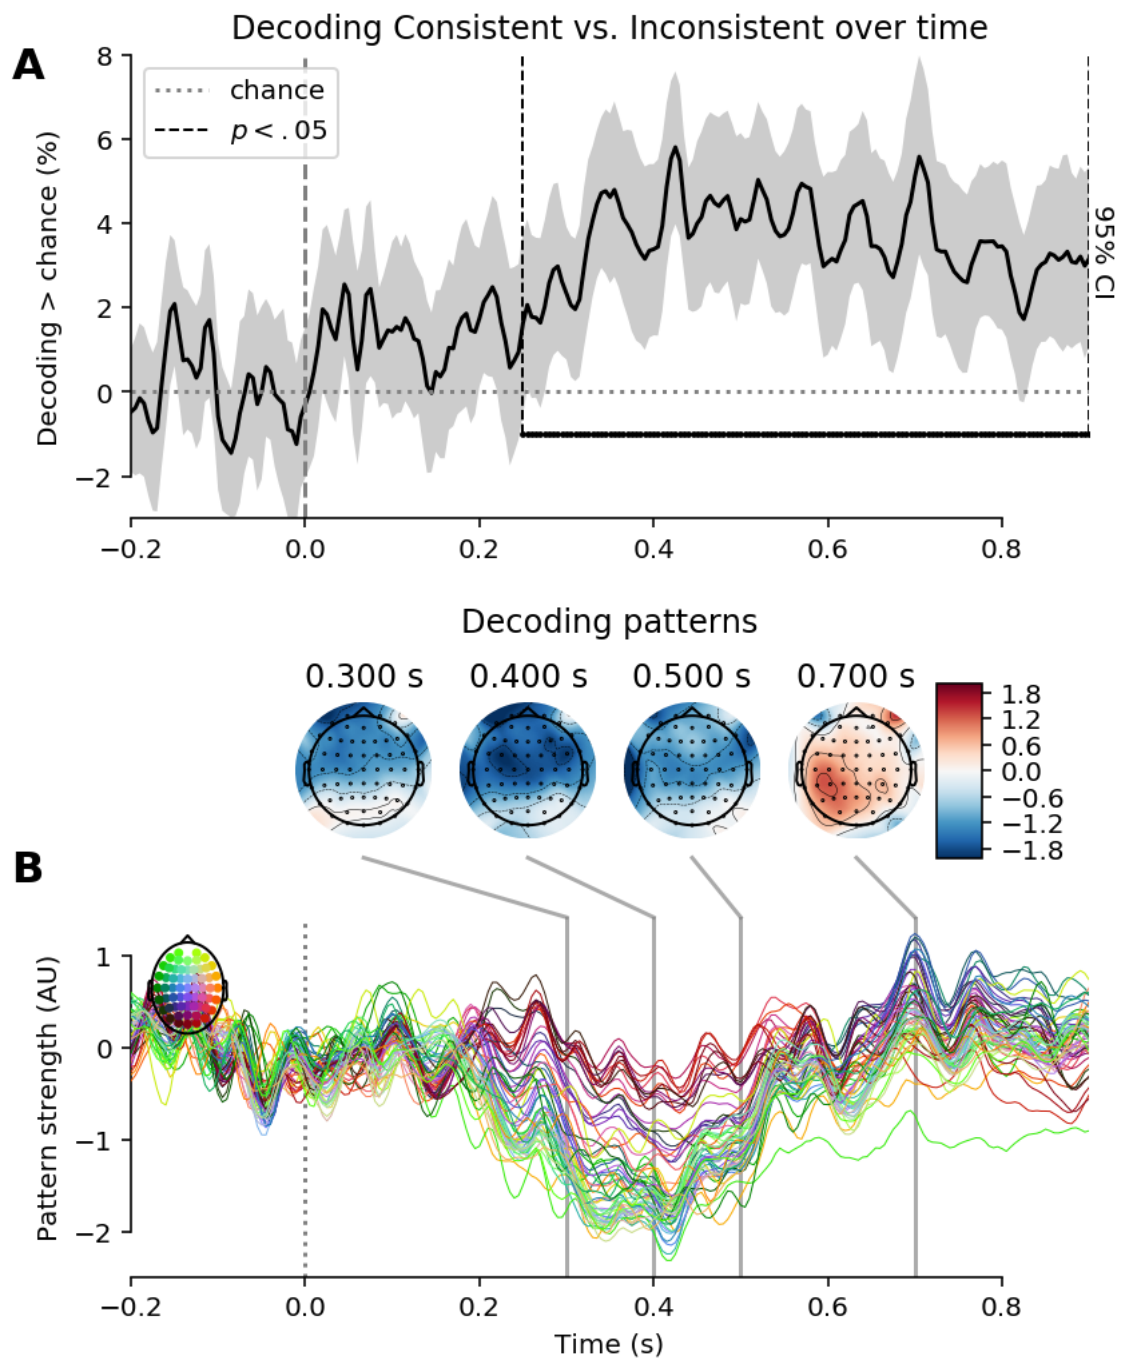 Decoding Consistent vs. Inconsistent over time
A
8
6
4
2
0
−2
Decoding > chance (%)
chance
p < .05
95% CI
−0.2 0.0 0.2 0.4 0.6 0.8
Decoding patterns
0.300 s 0.400 s 0.500 s 0.700 s
1.8
1.2
0.6
0.0
−0.6
−1.2
−1.8
B
1
0
−1
−2
Pattern strength (AU)
−0.2 0.0 0.2 0.4 0.6 0.8
Time (s)